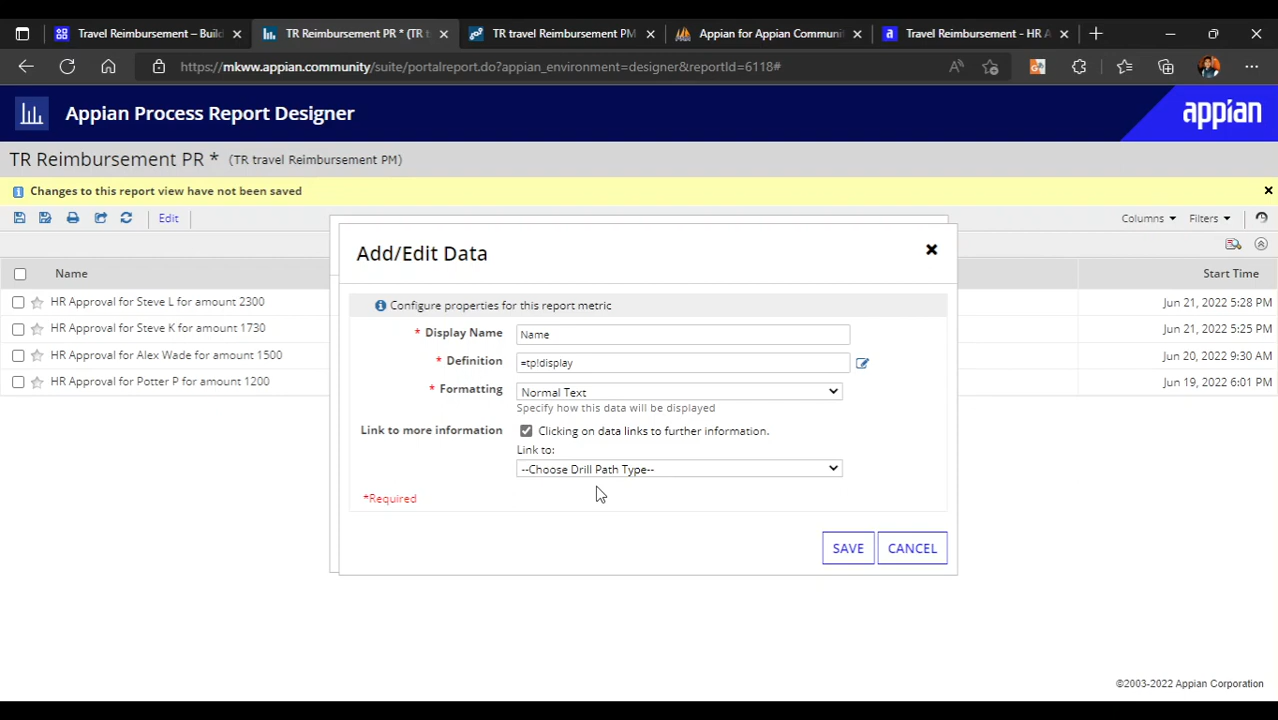 Travel Reimbursement – Build
TR Reimbursement PR * (TR t
TR travel Reimbursement PM
Appian for Appian Communi
Travel Reimbursement - HR A
https://mkww.appian.community/suite/portalreport.do?appian_environment=designer&reportId=6118#
Appian Process Report Designer
appian
TR Reimbursement PR * (TR travel Reimbursement PM)
Changes to this report view have not been saved
Edit
Columns
Filters
Name
Start Time
HR Approval for Steve L for amount 2300
Jun 21, 2022 5:28 PM
HR Approval for Steve K for amount 1730
Jun 21, 2022 5:25 PM
HR Approval for Alex Wade for amount 1500
Jun 20, 2022 9:30 AM
HR Approval for Potter P for amount 1200
Jun 19, 2022 6:01 PM
Add/Edit Data
Configure properties for this report metric
* Display Name
Name
* Definition
=tp!display
* Formatting
Normal Text
Specify how this data will be displayed
Link to more information
Clicking on data links to further information.
Link to:
--Choose Drill Path Type--
*Required
SAVE
CANCEL
©2003-2022 Appian Corporation